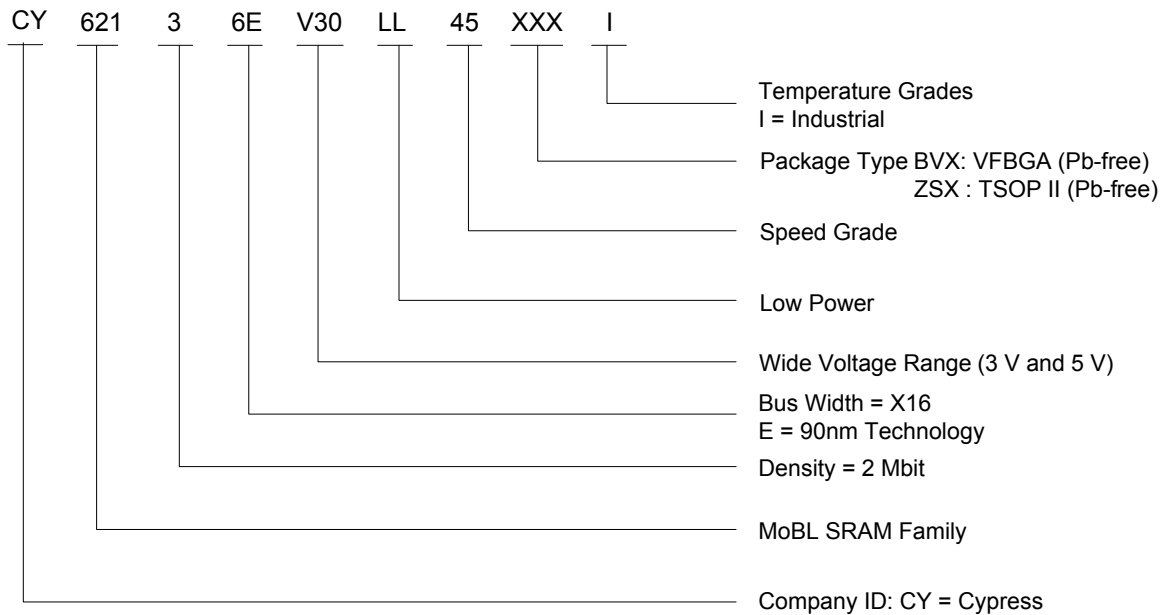 CY 621 3 6E V30 LL 45 XXX I
Temperature Grades
I = Industrial
Package Type BVX: VFBGA (Pb-free)
ZSX : TSOP II (Pb-free)
Speed Grade
Low Power
Wide Voltage Range (3 V and 5 V)
Bus Width = X16
E = 90nm Technology
Density = 2 Mbit
MoBL SRAM Family
Company ID: CY = Cypress